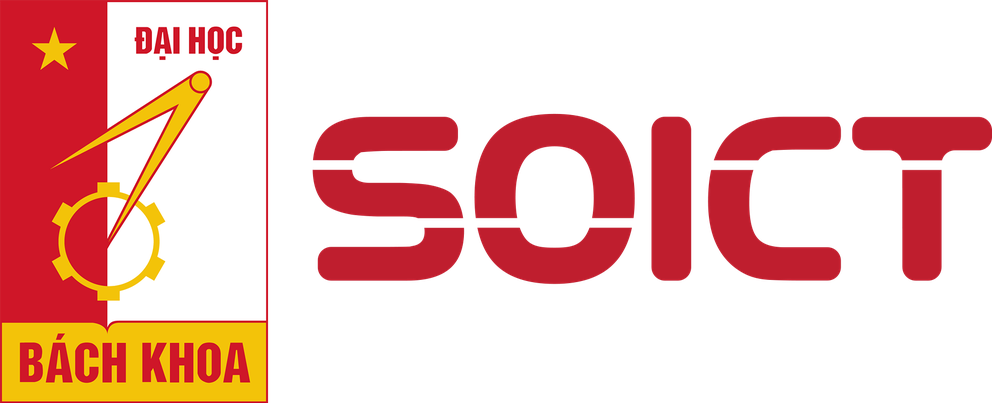 ĐẠI HỌC
BÁCH KHOA
SOICT